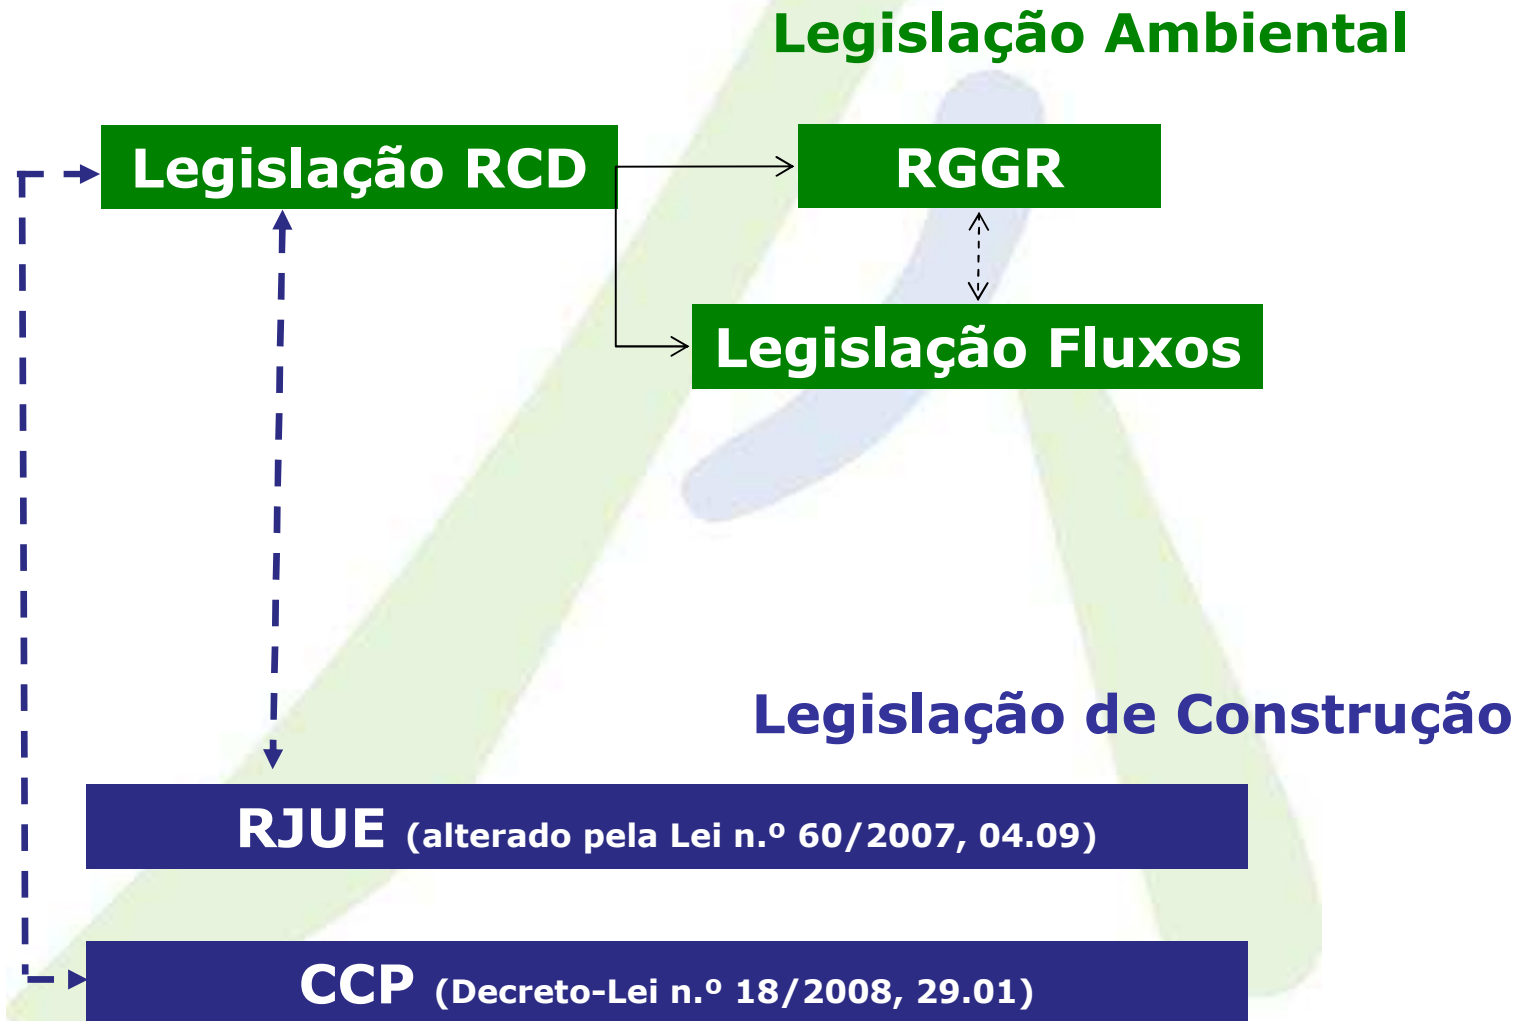 Legislação Ambiental
Legislação RCD
RGGR
Legislação Fluxos
Legislação de Construção
RJUE (alterado pela Lei n.º 60/2007, 04.09)
CCP (Decreto-Lei n.º 18/2008, 29.01)